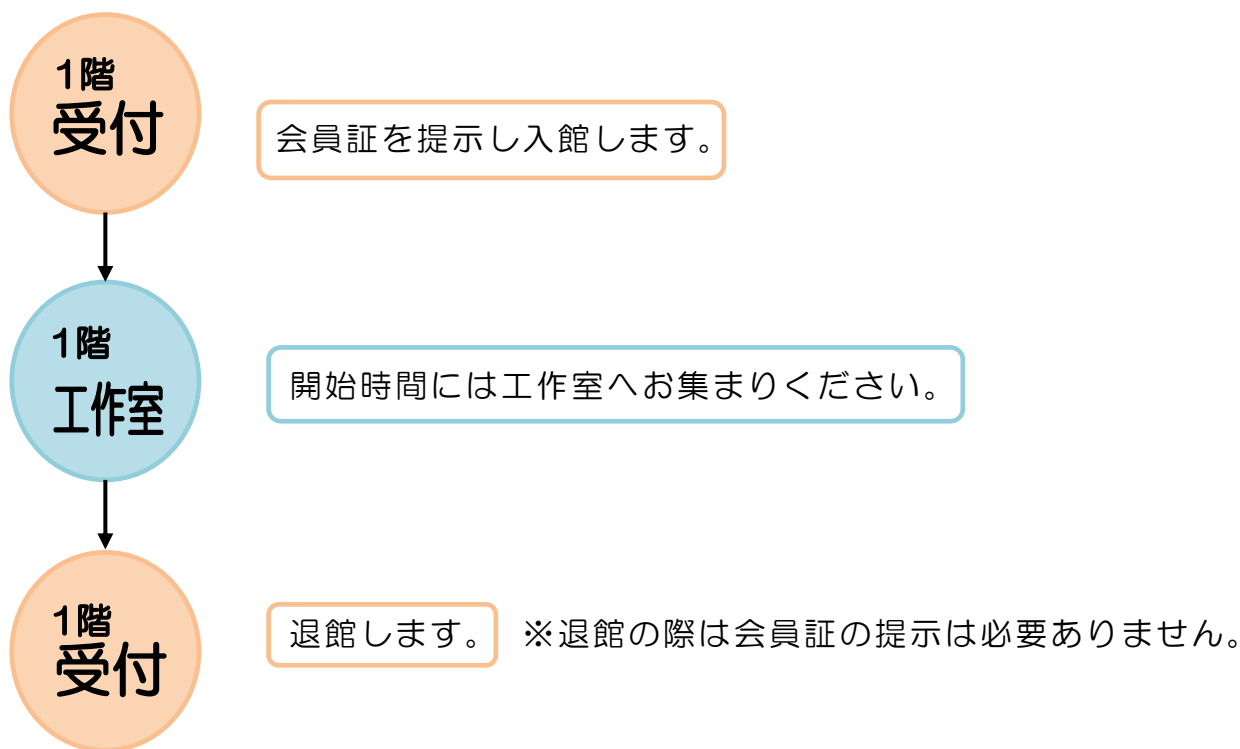 1階
受付
会員証を提示し入館します。
1階
工作室
開始時間には工作室へお集まりください。
1階
受付
退館します。 ※退館の際は会員証の提示は必要ありません。